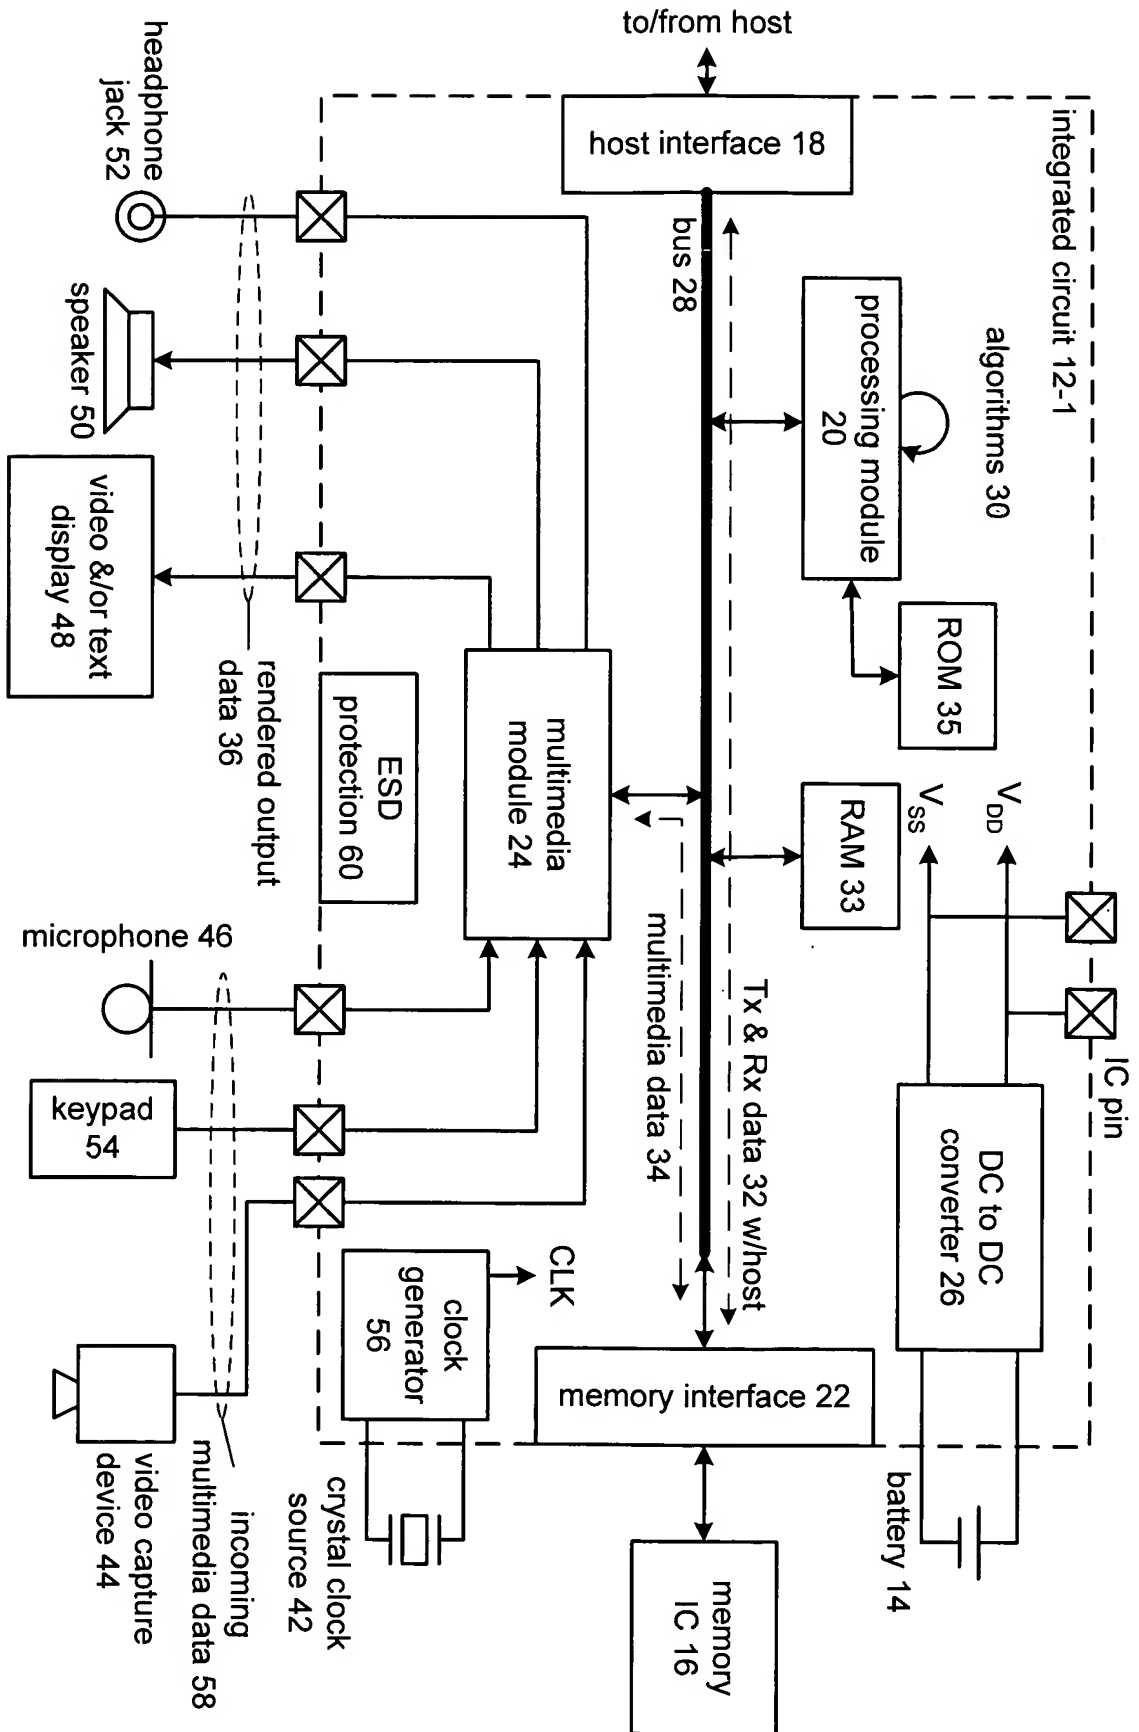 to/from host
host interface 18
integrated circuit 12-1
algorithms 30
processing module
20
bus 28
ROM 35
RAM 33
V_DD
V_SS
IC pin
DC to DC
converter 26
battery 14
Tx & Rx data 32 w/host
multimedia data 34
memory interface 22
memory
IC 16
headphone
jack 52
speaker 50
video &/or text
display 48
rendered output
data 36
ESD
protection 60
multimedia
module 24
microphone 46
keypad
54
CLK
clock
generator
56
crystal clock
source 42
incoming
multimedia data 58
video capture
device 44